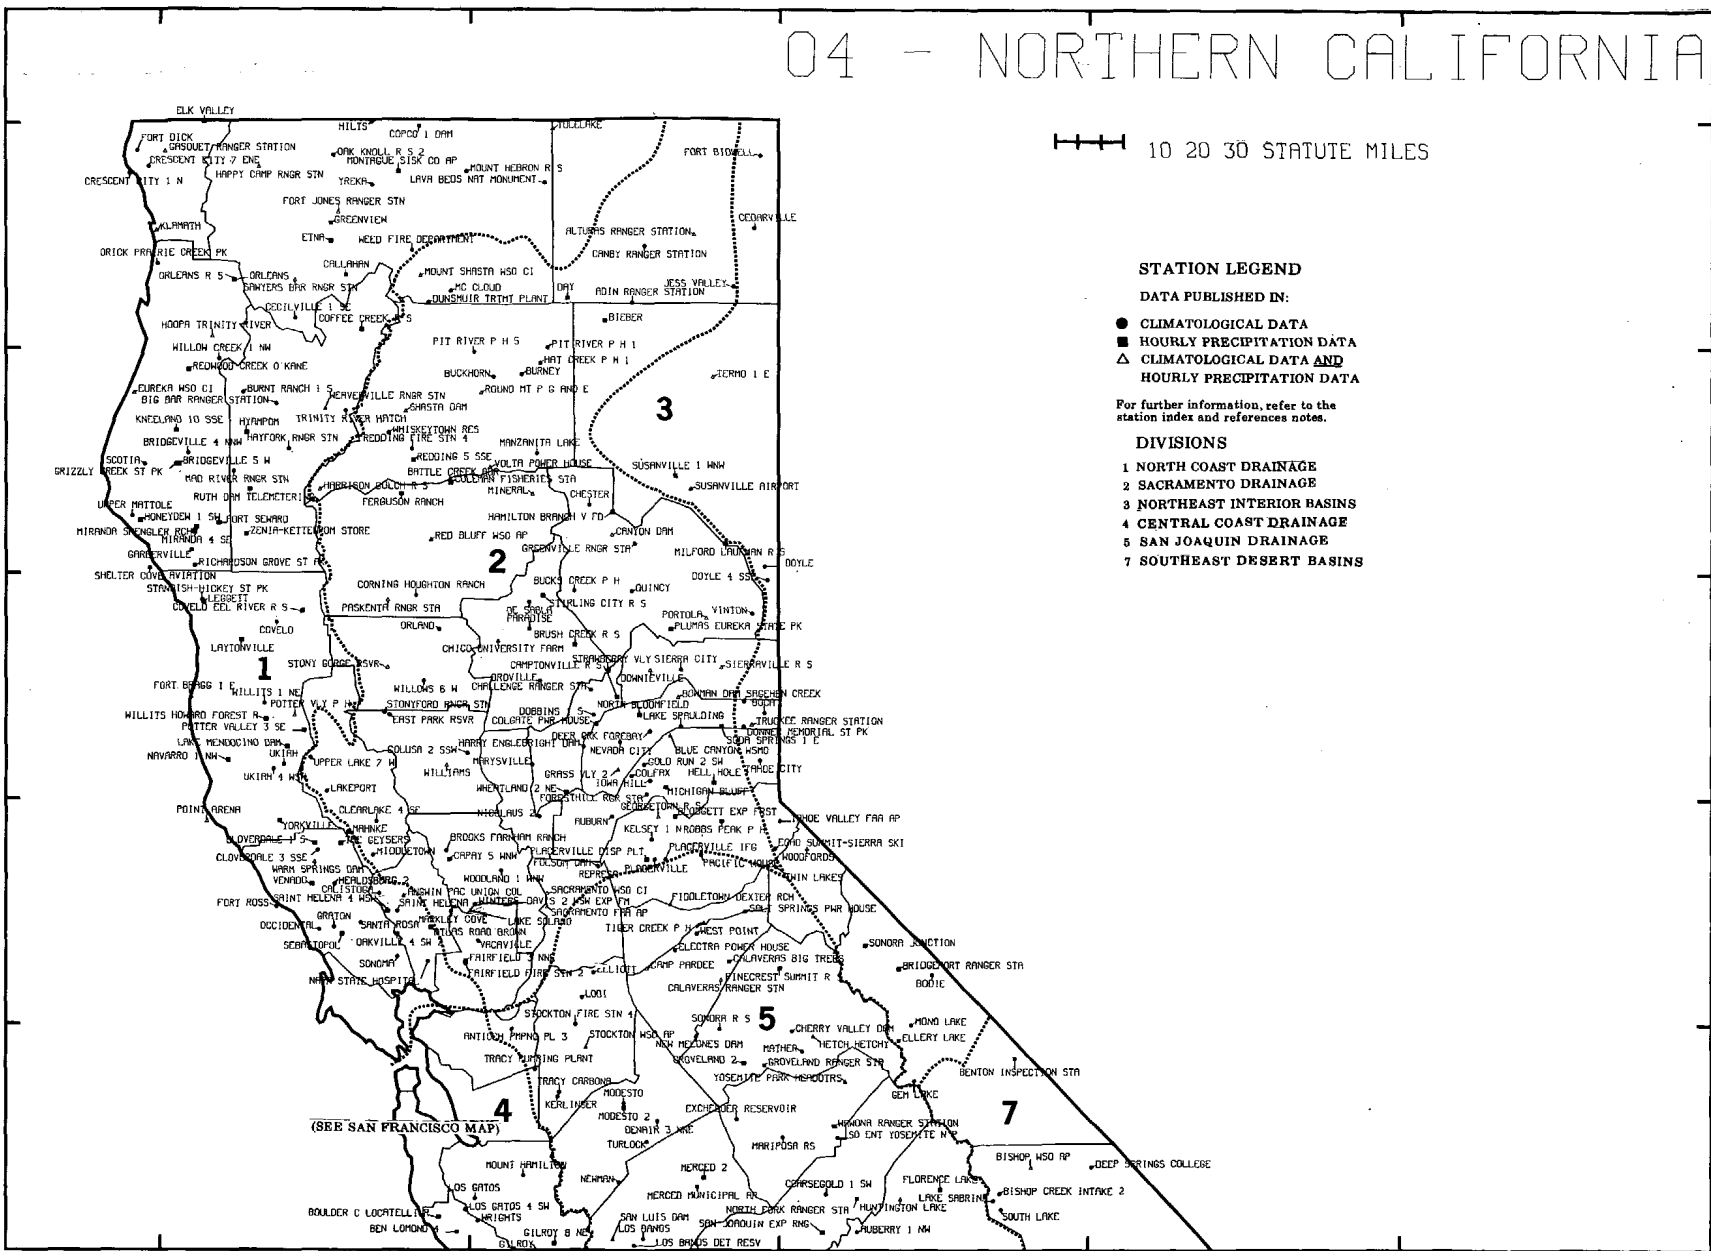 04 - NORTHERN CALIFORNIA
10 20 30 STATUTE MILES
STATION LEGEND
DATA PUBLISHED IN:
CLIMATOLOGICAL DATA
HOURLY PRECIPITATION DATA
CLIMATOLOGICAL DATA AND
HOURLY PRECIPITATION DATA
For further information, refer to the
station index and references notes.
DIVISIONS
1 NORTH COAST DRAINAGE
2 SACRAMENTO DRAINAGE
3 NORTHEAST INTERIOR BASINS
4 CENTRAL COAST DRAINAGE
5 SAN JOAQUIN DRAINAGE
7 SOUTHEAST DESERT BASINS
ELK VALLEY
FORT DICK
GASQUET RANGER STATION
CRESCENT CITY 7 ENE
CRESCENT CITY 1 N
HAPPY CAMP RNGR STN
HILTS
COPCO 1 DAM
OAK KNOLL R S 2
MONTAGUE SISK CO AP
MOUNT HEBRON R S
YREKA
LAVA BEDS NAT MONUMENT
TULELAKE
FORT BIDWELL
FORT JONES RANGER STN
GREENVIEW
KLAMATH
ETNA
WEED FIRE DEPARTMENT
CEDARVILLE
ALTURAS RANGER STATION
CANBY RANGER STATION
ORICK PRAIRIE CREEK PK
ORLEANS R S
ORLEANS
SAWYERS BAR RNGR STN
CALLAHAN
MOUNT SHASTA WSO CI
MC CLOUD
DUNSMUIR TRTMT PLANT
DAY
ADIN RANGER STATION
JESS VALLEY
CECILVILLE 1 SE
COFFEE CREEK R S
BIEBER
HOOPA TRINITY RIVER
WILLOW CREEK 1 NW
REDWOOD CREEK O'KANE
PIT RIVER P H 5
PIT RIVER P H 1
HAT CREEK P H 1
BUCKHORN
BURNEY
ROUND MT P G AND E
TERMO 1 E
EUREKA WSO CI
BURNT RANCH 1 S
BIG BAR RANGER STATION
WEAVERVILLE RNGR STN
SHASTA DAM
KNEELAND 10 SSE
HYAMPOM
TRINITY RIVER HATCH
WHISKEYTOWN RES
BRIDGEVILLE 4 NNW
HAYFORK RNGR STN
REDDING FIRE STN 4
MANZANITA LAKE
3
SCOTIA
BRIDGEVILLE 5 W
GRIZZLY CREEK ST PK
REDDING 5 SSE
VOLTA POWER HOUSE
SUSANVILLE 1 WNW
MAD RIVER RNGR STN
COLEMAN FISHERIES STA
RUTH DAM TELEMETERI
HARRISON GULCH R S
FERGUSON RANCH
MINERAL
CHESTER
SUSANVILLE AIRPORT
UPPER MATTOLE
HONEYDEW 1 SW
FORT SEWARD
HAMILTON BRANCH V FD
MIRANDA SPENGLER RCH
MIRANDA 4 SE
ZENIA-KETTENPOM STORE
RED BLUFF WSO AP
CANYON DAM
GREENVILLE RNGR STA
GARBERVILLE
RICHARDSON GROVE ST P
2
DOYLE
SHELTER COVE AVIATION
DOYLE 4 SSE
STANDISH-HICKEY ST PK
LEGGETT
CORNING HOUGHTON RANCH
BUCKS CREEK P H
QUINCY
COVELO EEL RIVER R S
PASKENTA RNGR STA
DE SABLA
PARADISE
STIRLING CITY R S
PORTOLA
VINTON
COVELO
ORLAND
BRUSH CREEK R S
PLUMAS EUREKA STATE PK
LAYTONVILLE
CHICO UNIVERSITY FARM
1
STONY GORGE RSVR
CAMPTONVILLE R S
STRAWBERRY VLY
SIERRA CITY
SIERRAVILLE R S
FORT BRAGG 1 E
WILLITS 1 NE
WILLOWS 6 W
OROVILLE
CHALLENGE RANGER STA
DOWNIEVILLE
BOWMAN DAM
SAGEHEN CREEK
POTTER VLY P H
STONYFORD RNGR STN
WILLITS HOWARD FOREST R
EAST PARK RSVR
DOBBINS 1 S
COLGATE PWR HOUSE
NORTH BLOOMFIELD
LAKE SPAULDING
BOCA
TRUCKEE RANGER STATION
DONNER MEMORIAL ST PK
POTTER VALLEY 3 SE
SODA SPRINGS 1 E
LAKE MENDOCINO DAM
COLUSA 2 SSW
HARRY ENGLEBRIGHT DAM
DEER CRK FOREBAY
NEVADA CITY
BLUE CANYON WSMO
NAVARRO 1 NW
UKIAH
UPPER LAKE 7 W
WILLIAMS
MARYSVILLE
GRASS VLY 2
GOLD RUN 2 SW
COLFAX
HELL HOLE
TAHOE CITY
UKIAH 4 WSW
LAKEPORT
WHEATLAND 2 NE
IOWA HILL
MICHIGAN BLUFF
FORESTHILL RGR STA
POINT ARENA
CLEARLAKE 4 SE
NICOLAUS 2
AUBURN
GEORGETOWN R S
BLODGETT EXP FRST
TAHOE VALLEY FAA AP
YORKVILLE
MAHNKE
THE GEYSERS
BROOKS FARNHAM RANCH
KELSEY 1 N
ROBBS PEAK P H
CLOVERDALE 1 S
CLOVERDALE 3 SSE
MIDDLETOWN
CAPAY 5 WNW
PLACERVILLE DISP PLT
PLACERVILLE IFG
ECHO SUMMIT-SIERRA SKI
WOODFORDS
WARM SPRINGS DAM
FOLSOM DAM
PLACERVILLE
PACIFIC HOUSE
VENADO
HEALDSBURG 2
WOODLAND 1 WNW
REPRESA
TWIN LAKES
CALISTOGA
ANGWIN PAC UNION COL
SACRAMENTO WSO CI
FORT ROSS
SAINT HELENA 4 WSW
SAINT HELENA
WINTERS
DAVIS 2 WSW EXP FM
SACRAMENTO FAA AP
FIDDLETOWN DEXTER RCH
SALT SPRINGS PWR HOUSE
GRATON
OCCIDENTAL
SANTA ROSA
MARKLEY COVE
LAKE SOLANO
ATLAS ROAD BROWN
TIGER CREEK P H
WEST POINT
SEBASTOPOL
OAKVILLE 4 SW
VACAVILLE
ELECTRA POWER HOUSE
SONORA JUNCTION
SONOMA
FAIRFIELD 3 NNE
FAIRFIELD FIRE STN 2
ELLIOTT
CAMP PARDEE
CALAVERAS BIG TREES
BRIDGEPORT RANGER STA
NAPA STATE HOSPITAL
PINECREST SUMMIT R
CALAVERAS RANGER STN
BODIE
LODI
STOCKTON FIRE STN 4
SONORA R S
5
CHERRY VALLEY DAM
MONO LAKE
ANTIOCH PMPNG PL 3
STOCKTON WSO AP
NEW MELONES DAM
MATHER
HETCH HETCHY
ELLERY LAKE
TRACY PUMPING PLANT
GROVELAND 2
GROVELAND RANGER STA
TRACY CARBONA
YOSEMITE PARK HEADQTRS
BENTON INSPECTION STA
KERLINGER
MODESTO
GEM LAKE
4
(SEE SAN FRANCISCO MAP)
MODESTO 2
EXCHEQUER RESERVOIR
7
DENAIR 3 NNE
WAWONA RANGER STATION
SO ENT YOSEMITE N P
TURLOCK
MARIPOSA RS
MOUNT HAMILTON
NEWMAN
MERCED 2
BISHOP WSO AP
DEEP SPRINGS COLLEGE
LOS GATOS
MERCED MUNICIPAL AP
COARSEGOLD 1 SW
FLORENCE LAKE
LAKE SABRINA
BISHOP CREEK INTAKE 2
BOULDER C LOCATELLI R
LOS GATOS 4 SW
WRIGHTS
SAN LUIS DAM
NORTH FORK RANGER STA
HUNTINGTON LAKE
SOUTH LAKE
BEN LOMOND 4
GILROY 8 NE
LOS BANOS
SAN JOAQUIN EXP RNG
AUBERRY 1 NW
GILROY
LOS BANOS DET RESV